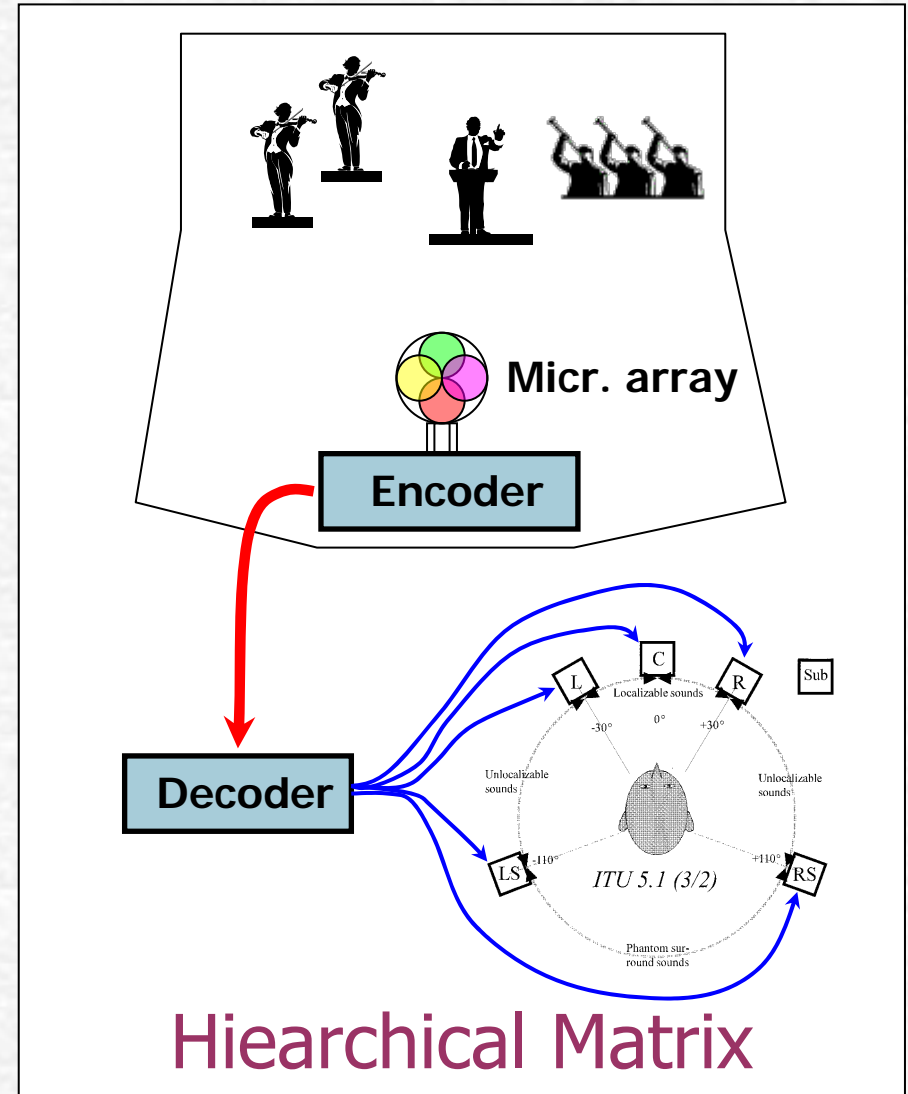 Micr. array
Encoder
C
L
R
Sub
Localizable sounds
-30°
0°
+30°
Unlocalizable
sounds
Unlocalizable
sounds
Decoder
LS
-110°
+110°
RS
ITU 5.1 (3/2)
Phantom sur-
round sounds
Hiearchical Matrix